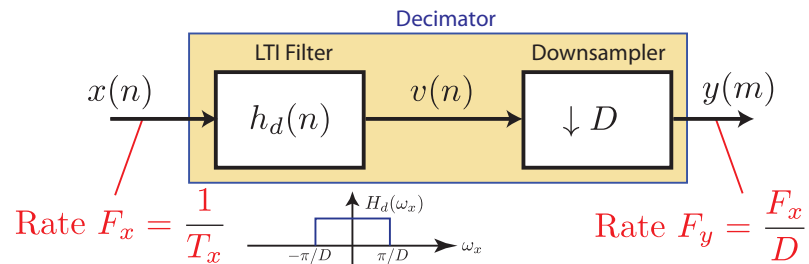 Decimator
LTI Filter
Downsampler
x(n)
h_d(n)
v(n)
↓ D
y(m)
Rate F_x = 1/T_x
H_d(ω_x)
−π/D
π/D
ω_x
Rate F_y = F_x/D